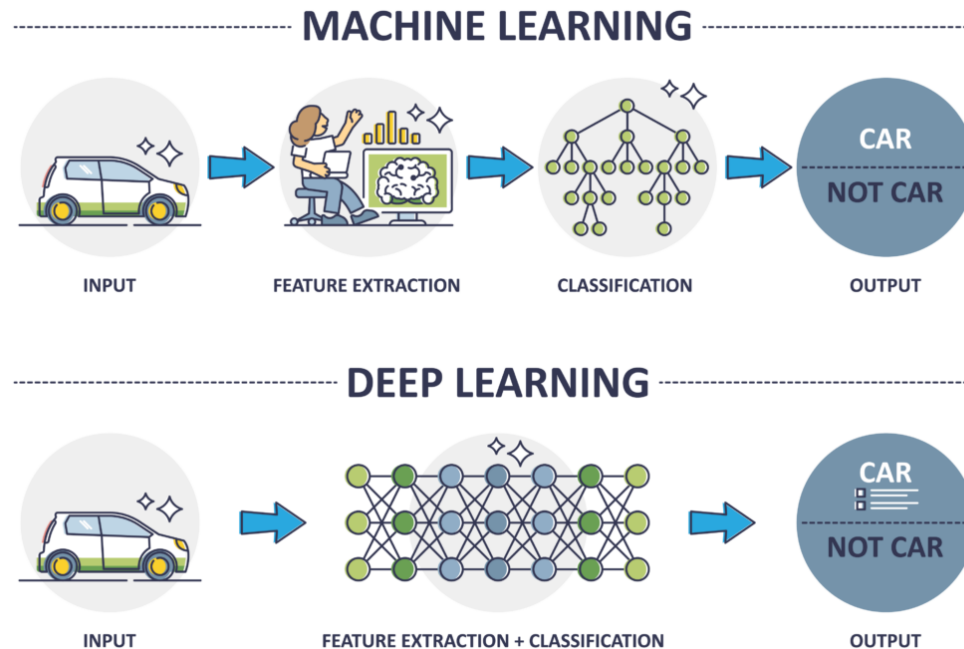 MACHINE LEARNING
CAR
NOT CAR
INPUT
FEATURE EXTRACTION
CLASSIFICATION
OUTPUT
DEEP LEARNING
CAR
NOT CAR
INPUT
FEATURE EXTRACTION + CLASSIFICATION
OUTPUT